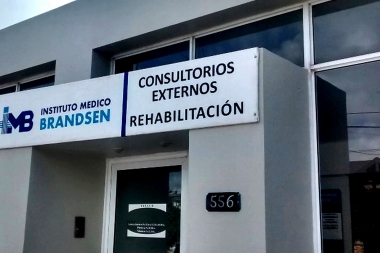 IMB
INSTITUTO MEDICO
BRANDSEN
CONSULTORIOS
EXTERNOS
REHABILITACIÓN
556